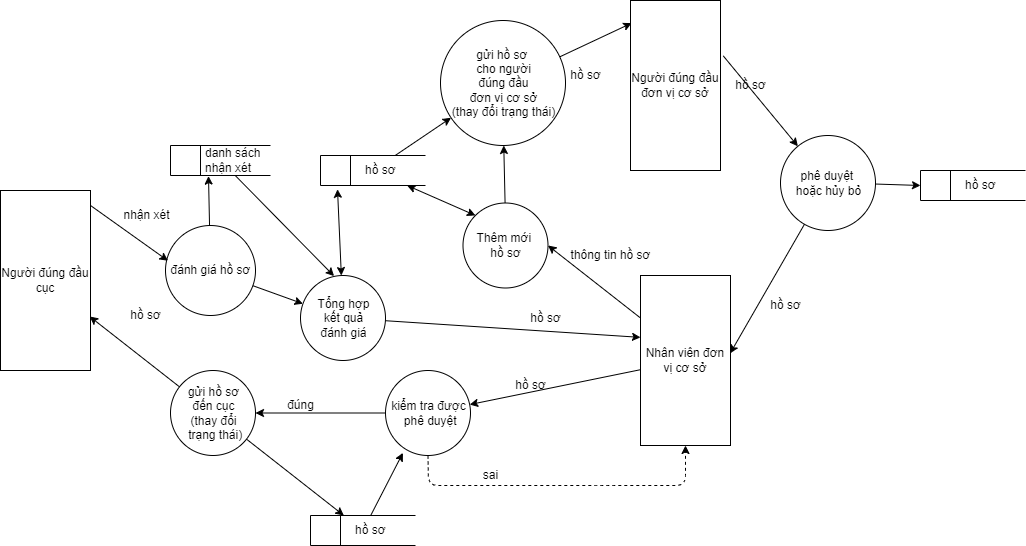 gửi hồ sơ
cho người
đúng đầu
đơn vị cơ sở
(thay đổi trạng thái)
hồ sơ
Người đúng đầu
đơn vị cơ sở
hồ sơ
phê duyệt
hoặc hủy bỏ
hồ sơ
danh sách
nhận xét
hồ sơ
nhận xét
Thêm mới
hồ sơ
thông tin hồ sơ
Người đúng đầu
cục
đánh giá hồ sơ
Tổng hợp
kết quả
đánh giá
hồ sơ
hồ sơ
hồ sơ
Nhân viên đơn
vị cơ sở
hồ sơ
gửi hồ sơ
đến cục
(thay đổi
trạng thái)
đúng
kiểm tra được
phê duyệt
sai
hồ sơ